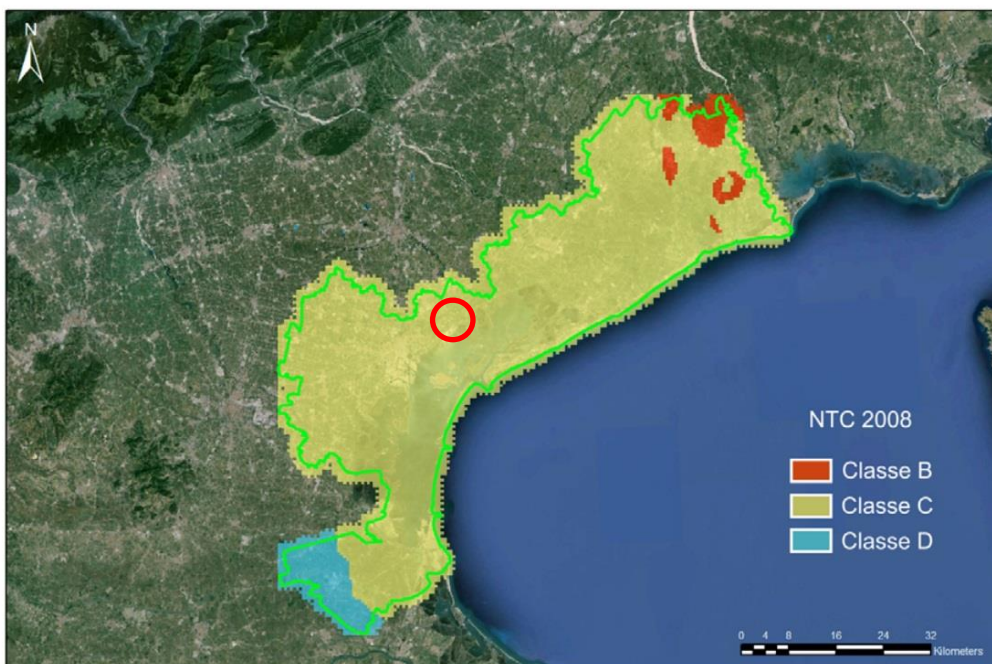 N
NTC 2008
Classe B
Classe C
Classe D
0 4 8 16 24 32
Kilometers